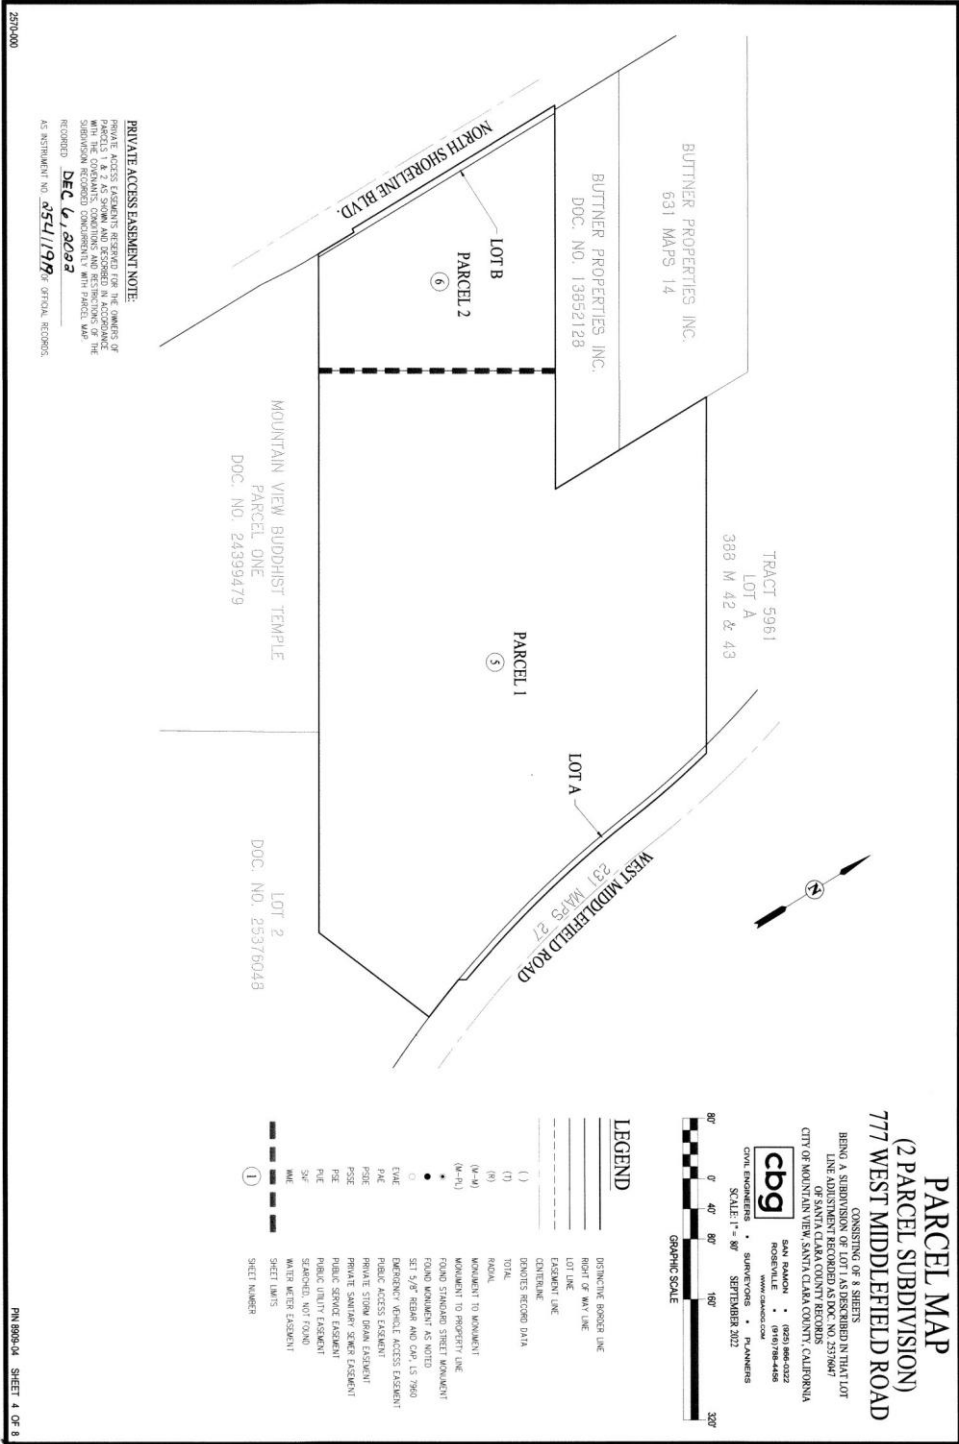 PARCEL MAP
(2 PARCEL SUBDIVISION)
777 WEST MIDDLEFIELD ROAD
CONSISTING OF 8 SHEETS
BEING A SUBDIVISION OF LOT 1 AS DESCRIBED IN THAT LOT
LINE ADJUSTMENT RECORDED AS DOC. NO. 25376047
OF SANTA CLARA COUNTY RECORDS
CITY OF MOUNTAIN VIEW, SANTA CLARA COUNTY, CALIFORNIA
cbg
SAN RAMON • (925) 866-0322
ROSEVILLE • (916) 788-4456
WWW.CBANDG.COM
CIVIL ENGINEERS • SURVEYORS • PLANNERS
SCALE: 1" = 80' SEPTEMBER 2022
80' 0' 40' 80' 160' 320'
GRAPHIC SCALE
LEGEND
DISTINCTIVE BORDER LINE
RIGHT OF WAY LINE
LOT LINE
EASEMENT LINE
CENTERLINE
( ) DENOTES RECORD DATA
(T) TOTAL
(R) RADIAL
(M-M) MONUMENT TO MONUMENT
(M-PL) MONUMENT TO PROPERTY LINE
FOUND STANDARD STREET MONUMENT
FOUND MONUMENT AS NOTED
SET 5/8" REBAR AND CAP, LS 7960
EVAE EMERGENCY VEHICLE ACCESS EASEMENT
PAE PUBLIC ACCESS EASEMENT
PSDE PRIVATE STORM DRAIN EASEMENT
PSSE PRIVATE SANITARY SEWER EASEMENT
PSE PUBLIC SERVICE EASEMENT
PUE PUBLIC UTILITY EASEMENT
SNF SEARCHED, NOT FOUND
WME WATER METER EASEMENT
SHEET LIMITS
1 SHEET NUMBER
TRACT 5961
LOT A
388 M 42 & 43
BUTTNER PROPERTIES INC.
631 MAPS 14
BUTTNER PROPERTIES INC.
DOC. NO. 13852128
NORTH SHORELINE BLVD.
LOT B
PARCEL 2
6
PARCEL 1
5
LOT A
231 MAPS 27
WEST MIDDLEFIELD ROAD
N
MOUNTAIN VIEW BUDDHIST TEMPLE
PARCEL ONE
DOC. NO. 24399479
LOT 2
DOC. NO. 25376048
PRIVATE ACCESS EASEMENT NOTE:
PRIVATE ACCESS EASEMENTS RESERVED FOR THE OWNERS OF
PARCELS 1 & 2 AS SHOWN AND DESCRIBED IN ACCORDANCE
WITH THE COVENANTS, CONDITIONS AND RESTRICTIONS OF THE
SUBDIVISION RECORDED CONCURRENTLY WITH PARCEL MAP.
RECORDED DEC 6, 2022
AS INSTRUMENT NO. OF OFFICIAL RECORDS.
2570-000
PIN 8909-04 SHEET 4 OF 8